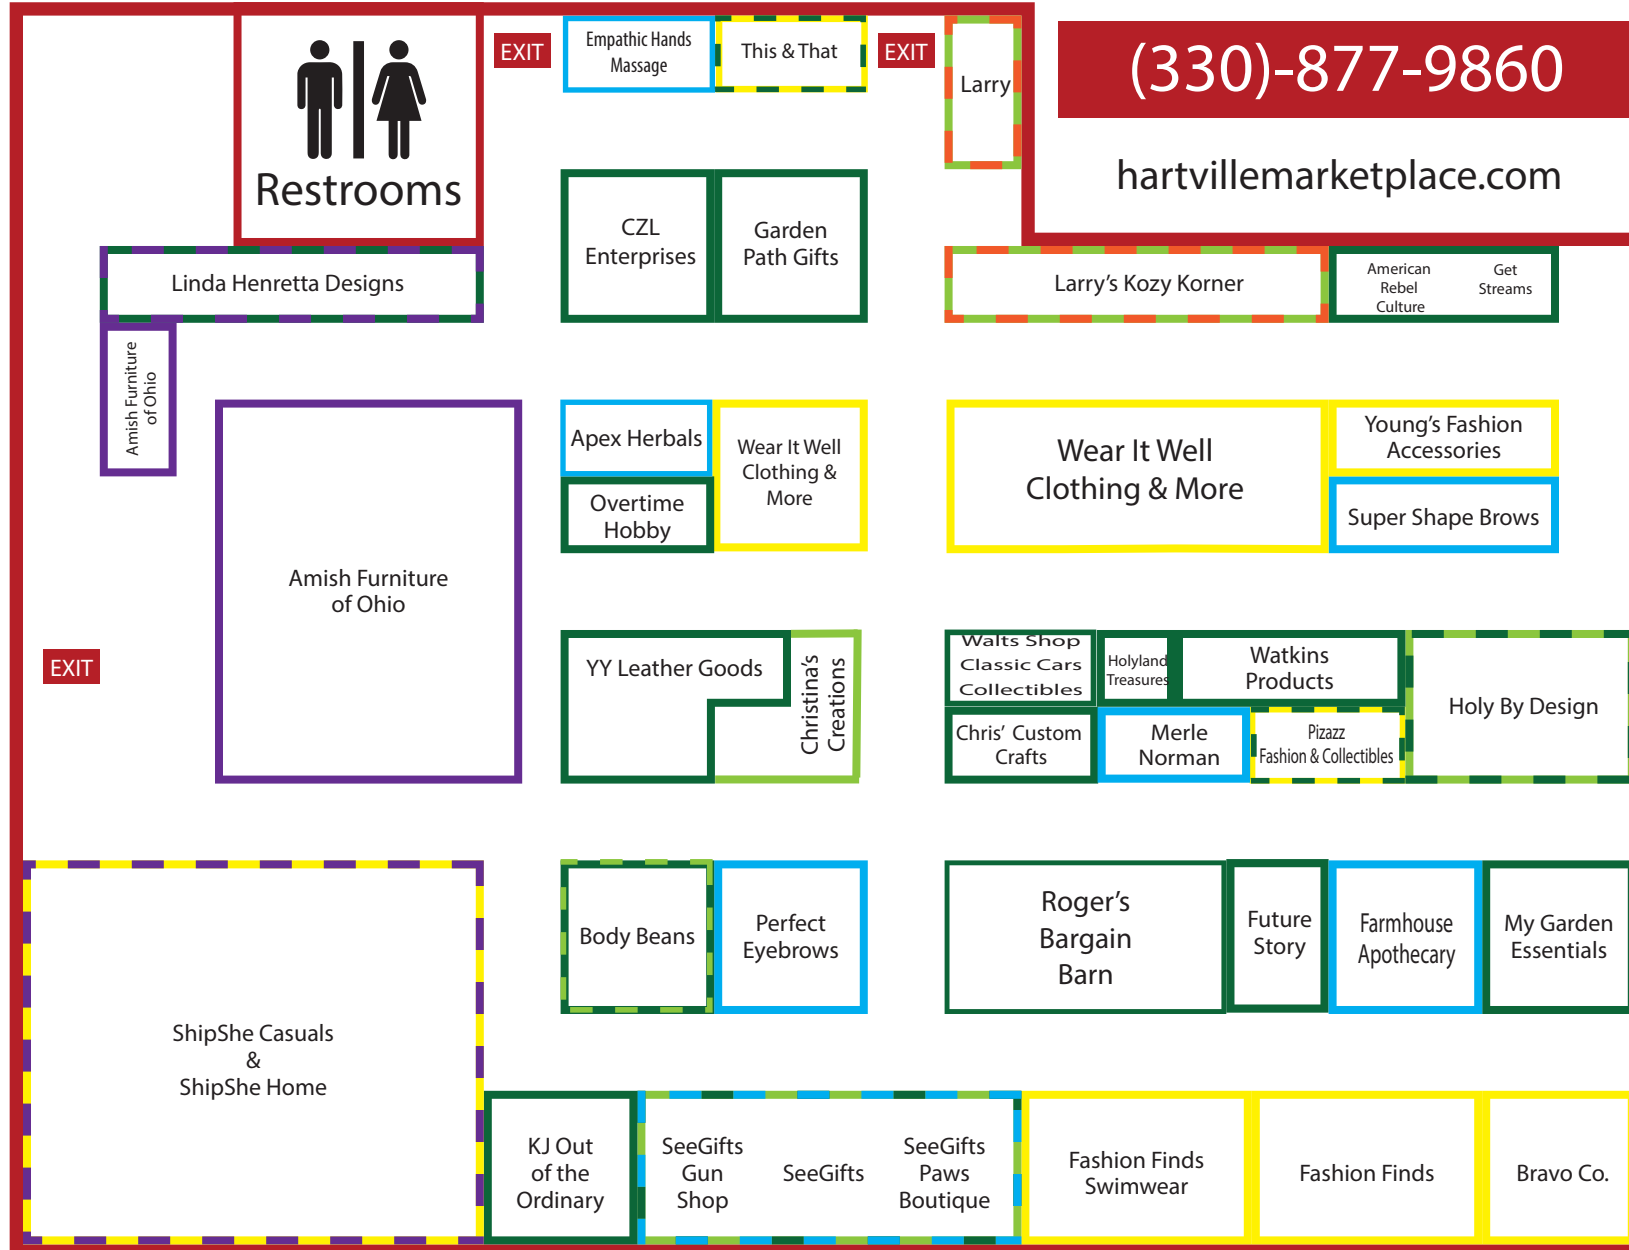 EXIT
Empathic Hands
Massage
This & That
EXIT
Larry
(330)-877-9860
hartvillemarketplace.com
Restrooms
CZL
Enterprises
Garden
Path Gifts
Linda Henretta Designs
Larry's Kozy Korner
American
Rebel
Culture
Get
Streams
Amish Furniture
of Ohio
Amish Furniture
of Ohio
Apex Herbals
Overtime
Hobby
Wear It Well
Clothing &
More
Wear It Well
Clothing & More
Young's Fashion
Accessories
Super Shape Brows
EXIT
YY Leather Goods
Christina's
Creations
Walts Shop
Classic Cars
Collectibles
Holyland
Treasures
Watkins
Products
Holy By Design
Chris' Custom
Crafts
Merle
Norman
Pizazz
Fashion & Collectibles
ShipShe Casuals
&
ShipShe Home
Body Beans
Perfect
Eyebrows
Roger's
Bargain
Barn
Future
Story
Farmhouse
Apothecary
My Garden
Essentials
KJ Out
of the
Ordinary
SeeGifts
Gun
Shop
SeeGifts
SeeGifts
Paws
Boutique
Fashion Finds
Swimwear
Fashion Finds
Bravo Co.